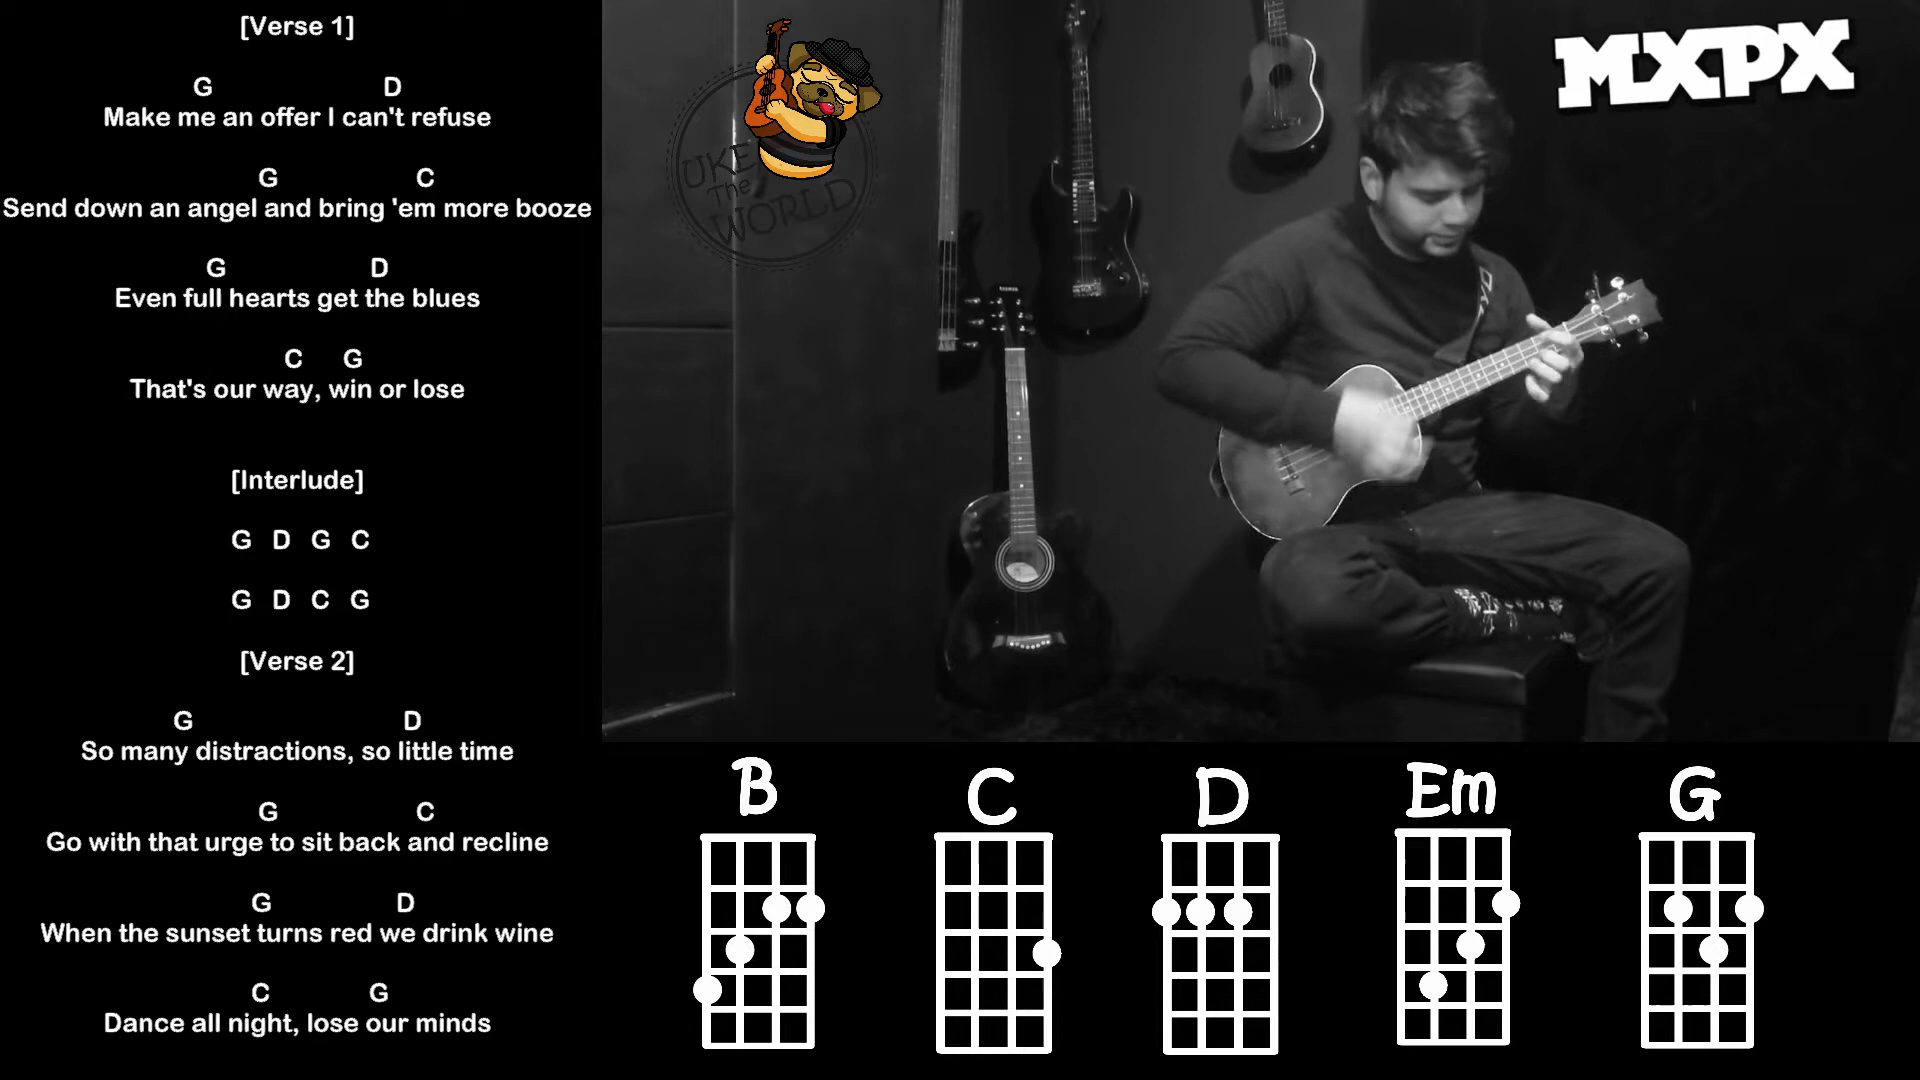 [Verse 1]
G D
Make me an offer I can't refuse
G C
Send down an angel and bring 'em more booze
G D
Even full hearts get the blues
C G
That's our way, win or lose
[Interlude]
G D G C
G D C G
[Verse 2]
G D
So many distractions, so little time
G C
Go with that urge to sit back and recline
G D
When the sunset turns red we drink wine
C G
Dance all night, lose our minds
UKE
The
WORLD
MXPX
B C D Em G